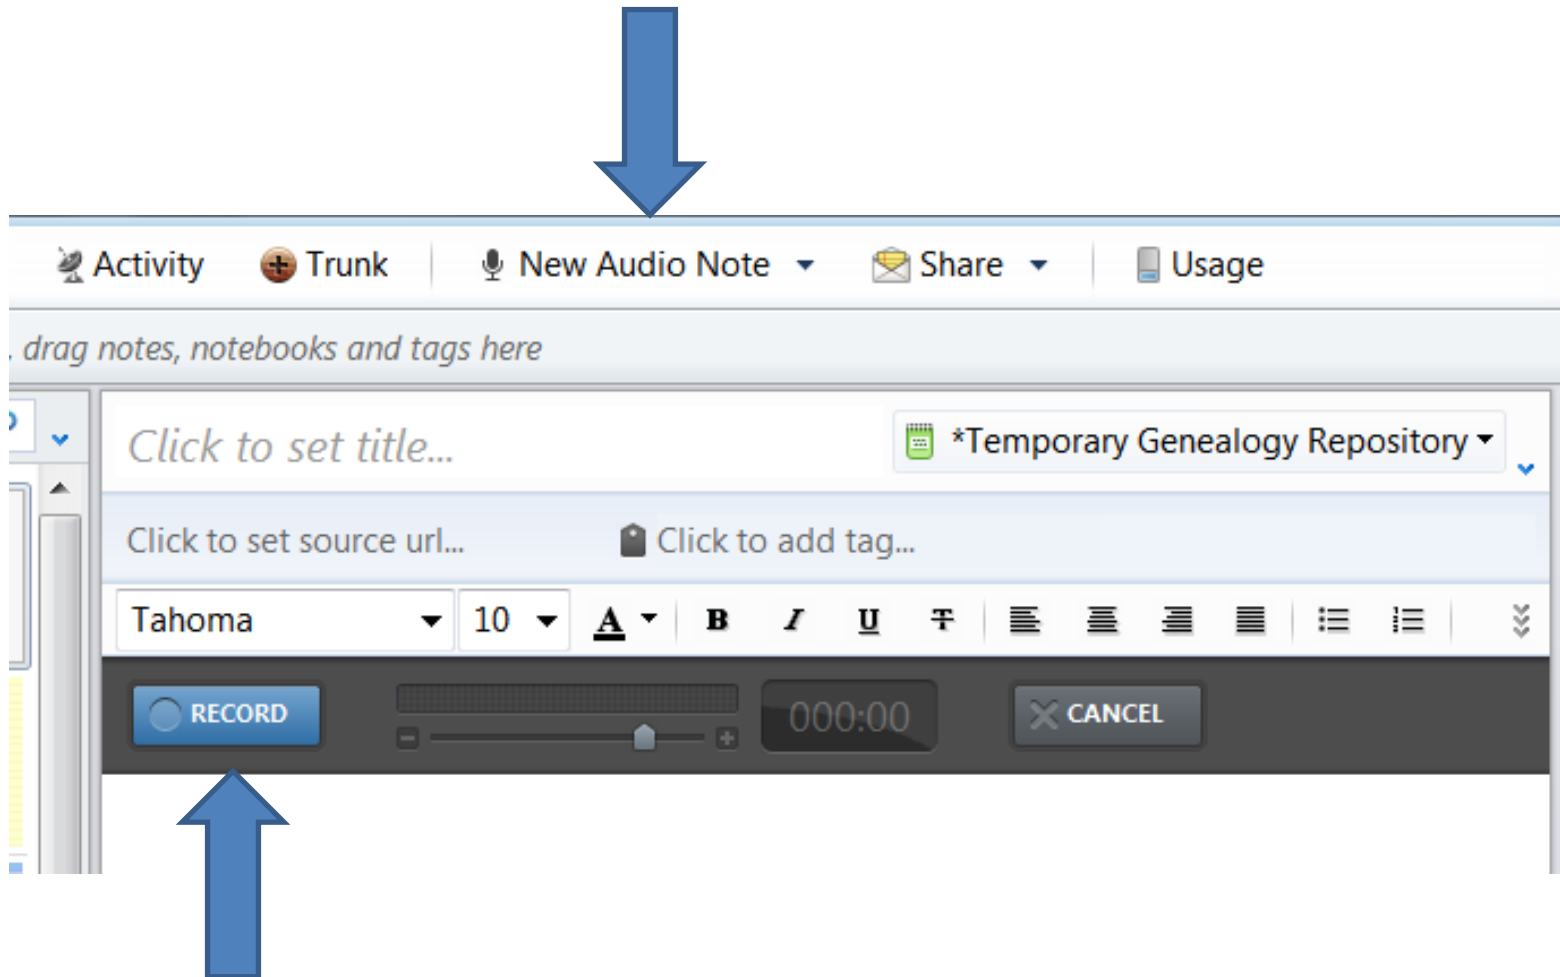 Activity Trunk New Audio Note Share Usage
, drag notes, notebooks and tags here
Click to set title... *Temporary Genealogy Repository
Click to set source url... Click to add tag...
Tahoma 10 A B I U T
RECORD 000:00 CANCEL